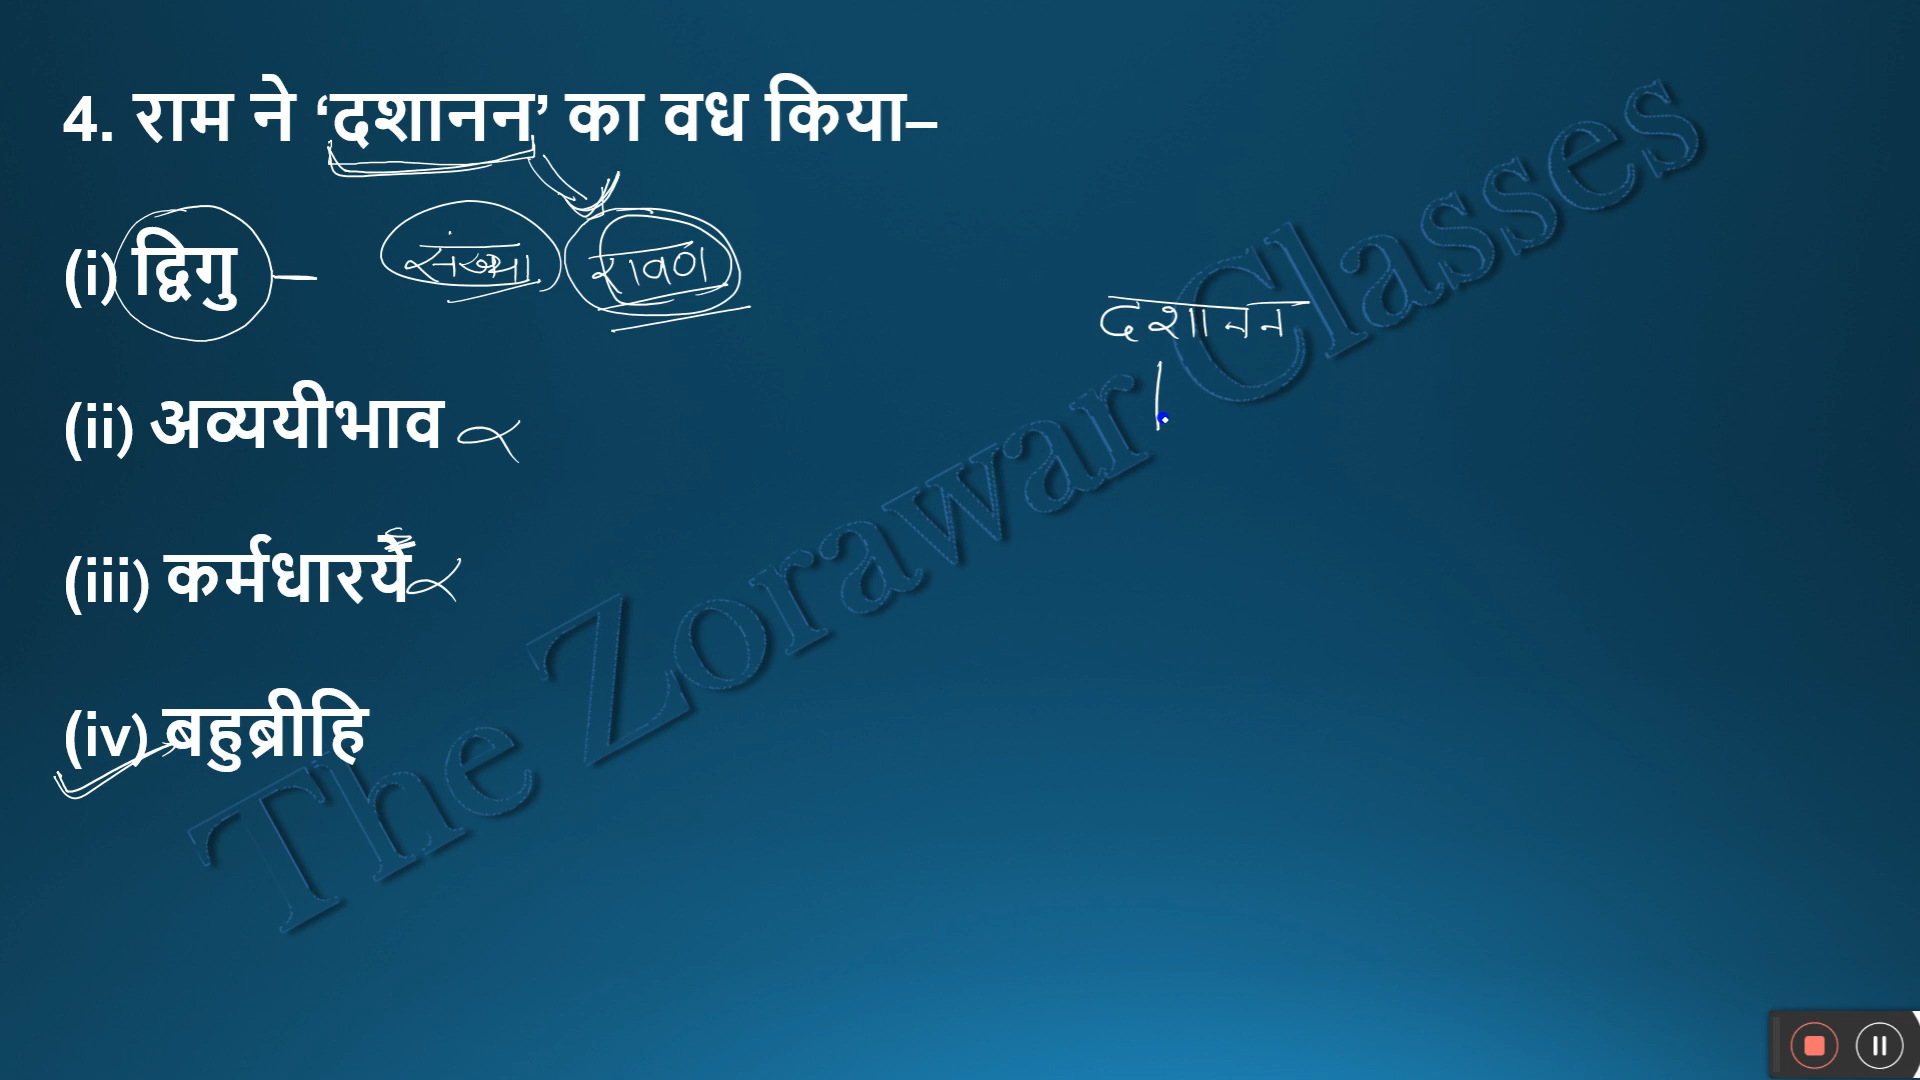 4. राम ने ‘दशानन’ का वध किया–
(i) द्विगु
संख्या रावण
दशानन
(ii) अव्ययीभाव
(iii) कर्मधारय
(iv) बहुब्रीहि
The Zorawar Classes